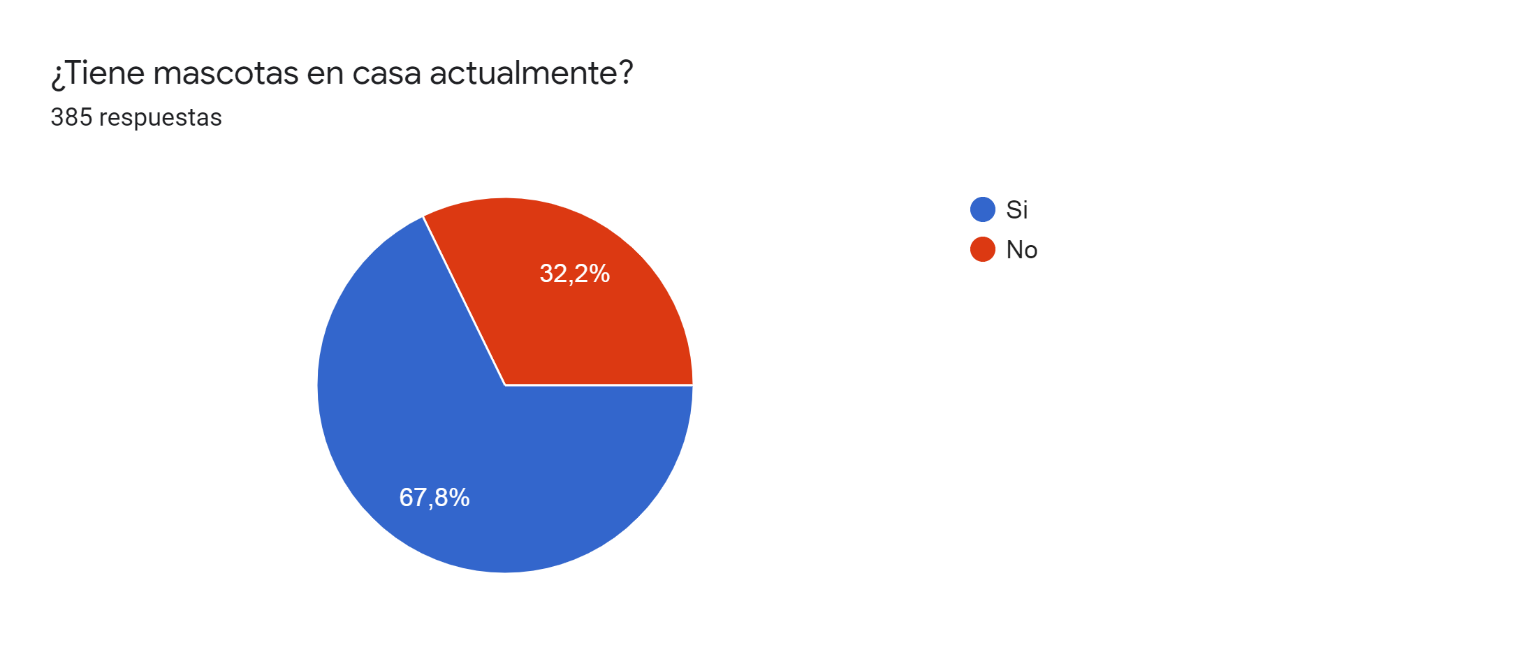 ¿Tiene mascotas en casa actualmente?
385 respuestas
Si
No
32,2%
67,8%